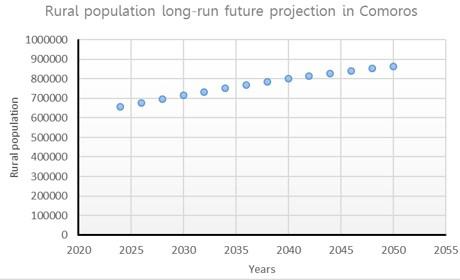 Rural population long-run future projection in Comoros
1000000
900000
800000
700000
600000
500000
400000
300000
200000
100000
0
Rural population
2020 2025 2030 2035 2040 2045 2050 2055
Years